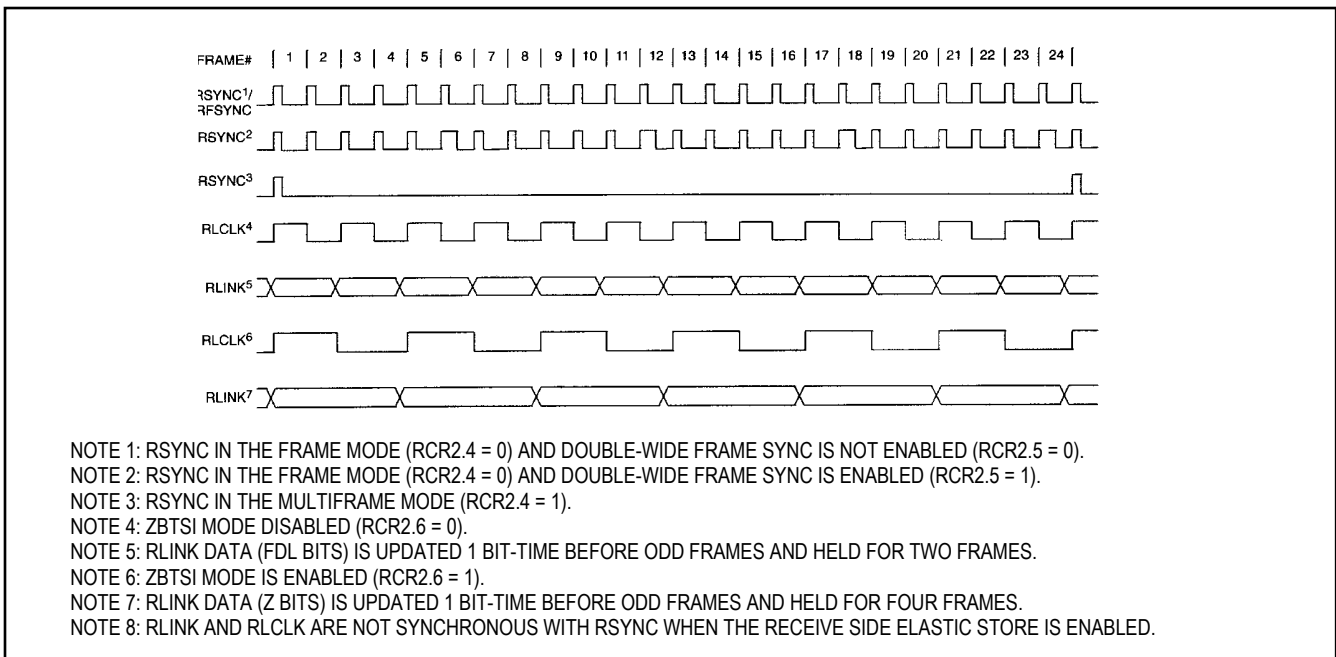 FRAME# | 1 | 2 | 3 | 4 | 5 | 6 | 7 | 8 | 9 | 10 | 11 | 12 | 13 | 14 | 15 | 16 | 17 | 18 | 19 | 20 | 21 | 22 | 23 | 24 |
RSYNC1/
RFSYNC
RSYNC2
RSYNC3
RLCLK4
RLINK5
RLCLK6
RLINK7
NOTE 1: RSYNC IN THE FRAME MODE (RCR2.4 = 0) AND DOUBLE-WIDE FRAME SYNC IS NOT ENABLED (RCR2.5 = 0).
NOTE 2: RSYNC IN THE FRAME MODE (RCR2.4 = 0) AND DOUBLE-WIDE FRAME SYNC IS ENABLED (RCR2.5 = 1).
NOTE 3: RSYNC IN THE MULTIFRAME MODE (RCR2.4 = 1).
NOTE 4: ZBTSI MODE DISABLED (RCR2.6 = 0).
NOTE 5: RLINK DATA (FDL BITS) IS UPDATED 1 BIT-TIME BEFORE ODD FRAMES AND HELD FOR TWO FRAMES.
NOTE 6: ZBTSI MODE IS ENABLED (RCR2.6 = 1).
NOTE 7: RLINK DATA (Z BITS) IS UPDATED 1 BIT-TIME BEFORE ODD FRAMES AND HELD FOR FOUR FRAMES.
NOTE 8: RLINK AND RLCLK ARE NOT SYNCHRONOUS WITH RSYNC WHEN THE RECEIVE SIDE ELASTIC STORE IS ENABLED.